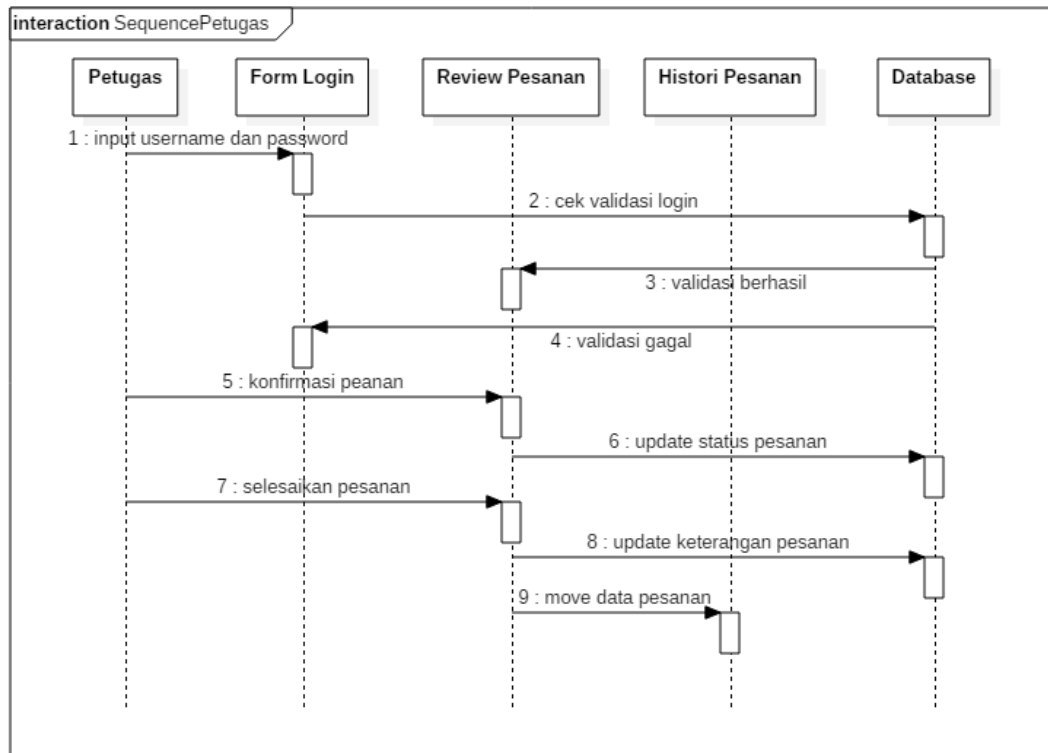 interaction SequencePetugas
Petugas
Form Login
Review Pesanan
Histori Pesanan
Database
1 : input username dan password
2 : cek validasi login
3 : validasi berhasil
4 : validasi gagal
5 : konfirmasi peanan
6 : update status pesanan
7 : selesaikan pesanan
8 : update keterangan pesanan
9 : move data pesanan